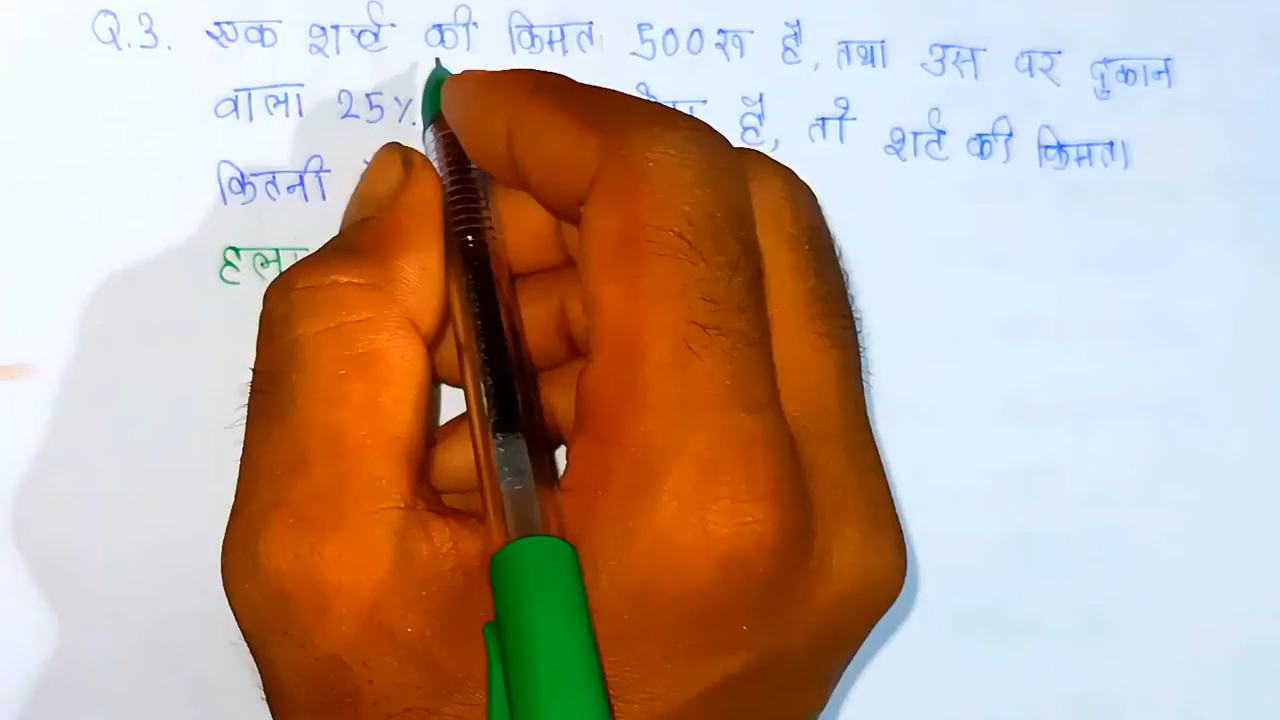 Q.3. एक शर्ट की किमत 500रु है, तथा उस पर दुकान
वाला 25% है, तो शर्ट की किमत
कितनी
हल